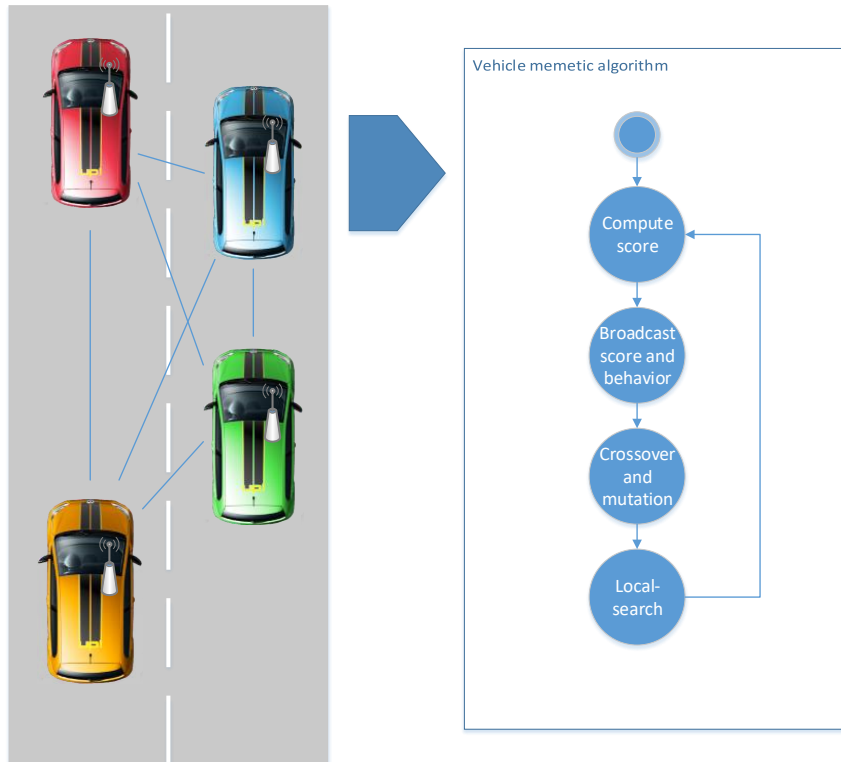 Vehicle memetic algorithm
Compute
score
Broadcast
score and
behavior
Crossover
and
mutation
Local-
search